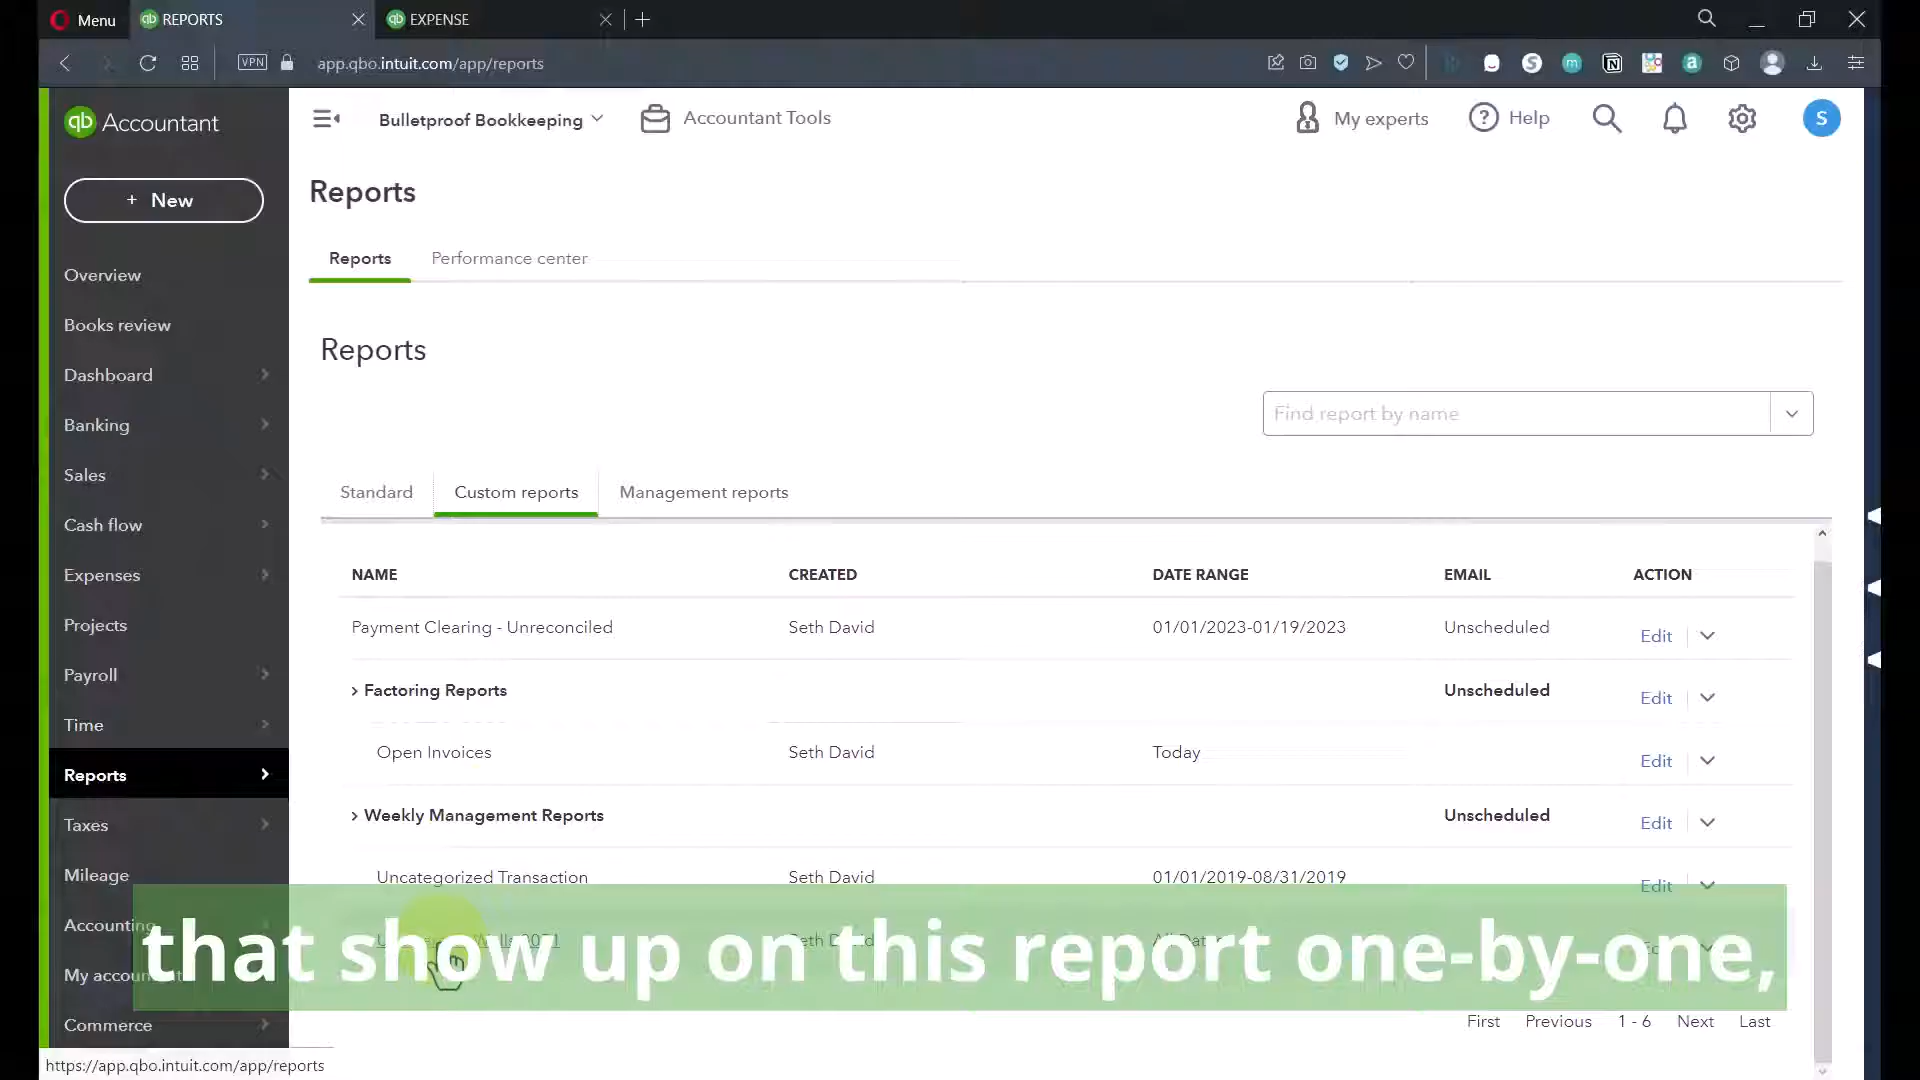 Menu
REPORTS
EXPENSE
VPN
app.qbo.intuit.com/app/reports
qb Accountant
Bulletproof Bookkeeping
Accountant Tools
My experts
Help
S
+ New
Reports
Reports
Performance center
Overview
Books review
Dashboard
Banking
Sales
Cash flow
Expenses
Projects
Payroll
Time
Reports
Taxes
Mileage
Accounting
Commerce
Reports
Find report by name
Standard
Custom reports
Management reports
NAME CREATED DATE RANGE EMAIL ACTION
Payment Clearing - Unreconciled Seth David 01/01/2023-01/19/2023 Unscheduled Edit
Factoring Reports Unscheduled Edit
Open Invoices Seth David Today Edit
Weekly Management Reports Unscheduled Edit
Uncategorized Transaction Seth David 01/01/2019-08/31/2019 Edit
that show up on this report one-by-one,
First Previous 1 - 6 Next Last
https://app.qbo.intuit.com/app/reports